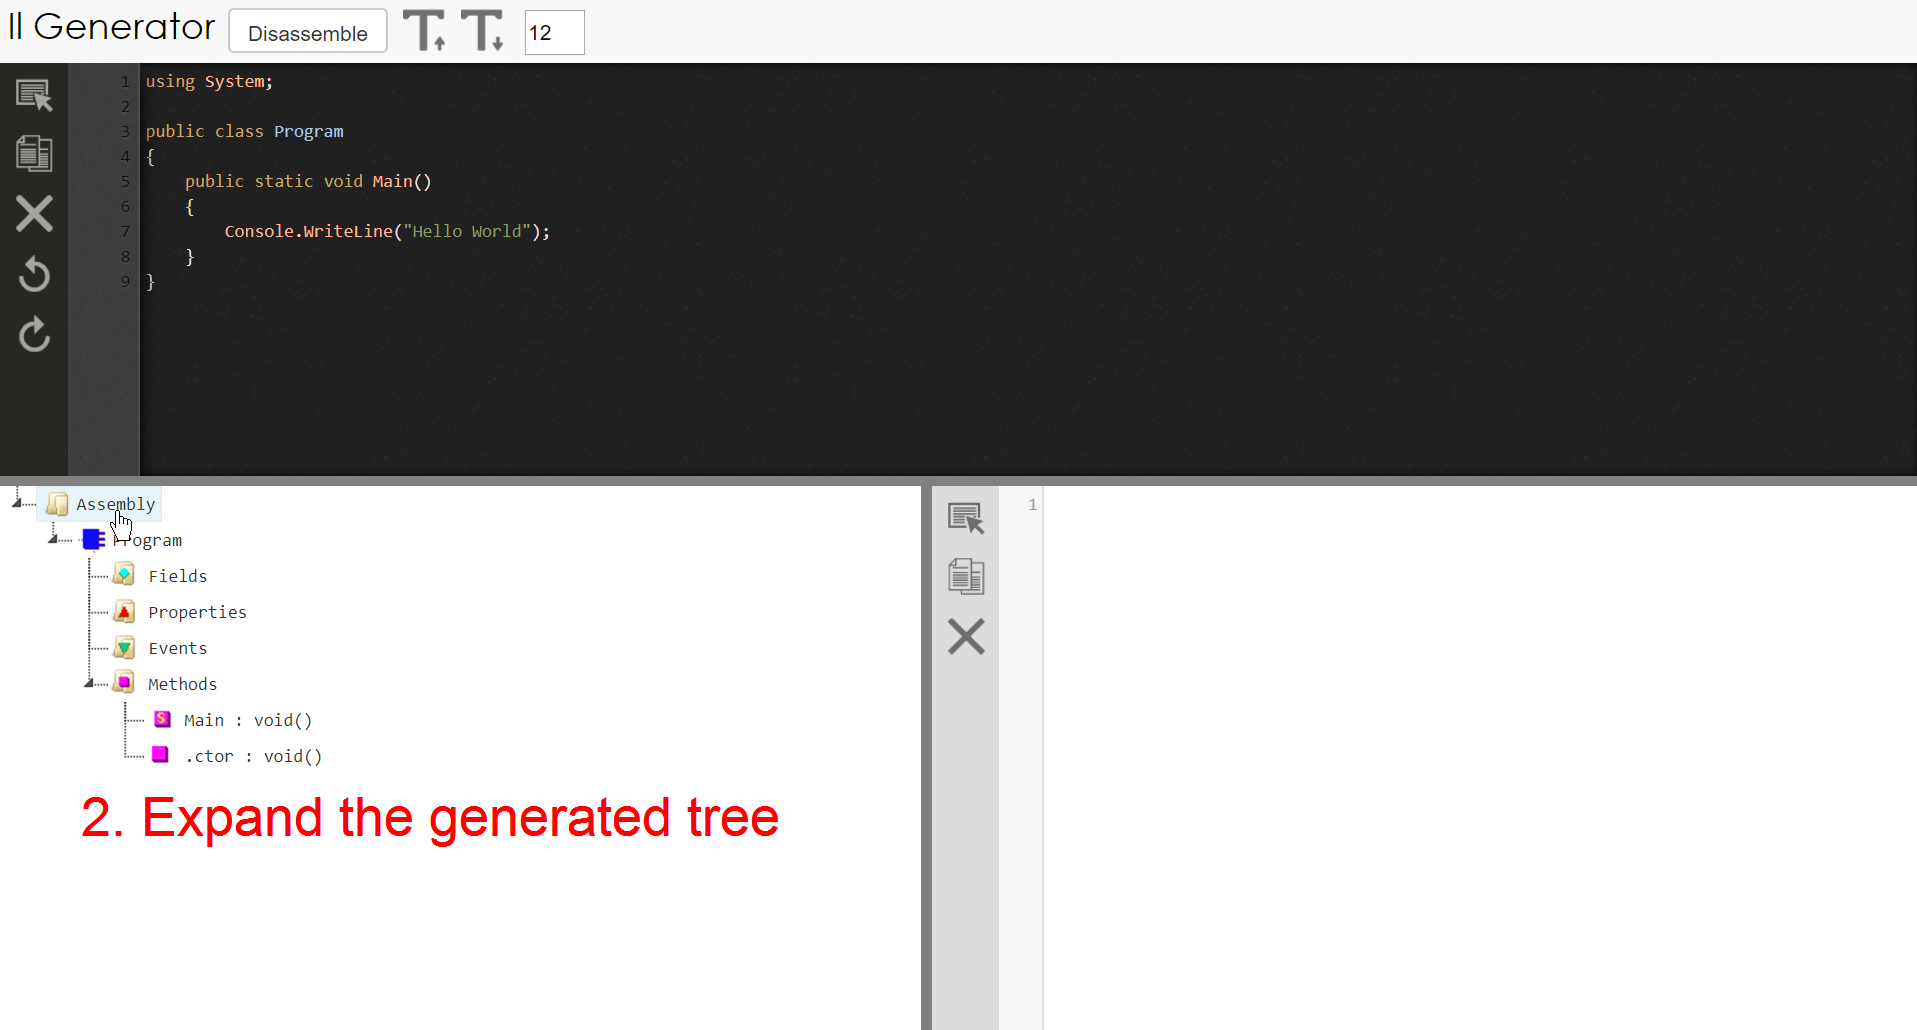 Il Generator
Disassemble
12
1 using System;
2
3 public class Program
4 {
5 public static void Main()
6 {
7 Console.WriteLine("Hello World");
8 }
9 }
Assembly
Program
Fields
Properties
Events
Methods
S Main : void()
.ctor : void()
2. Expand the generated tree
1